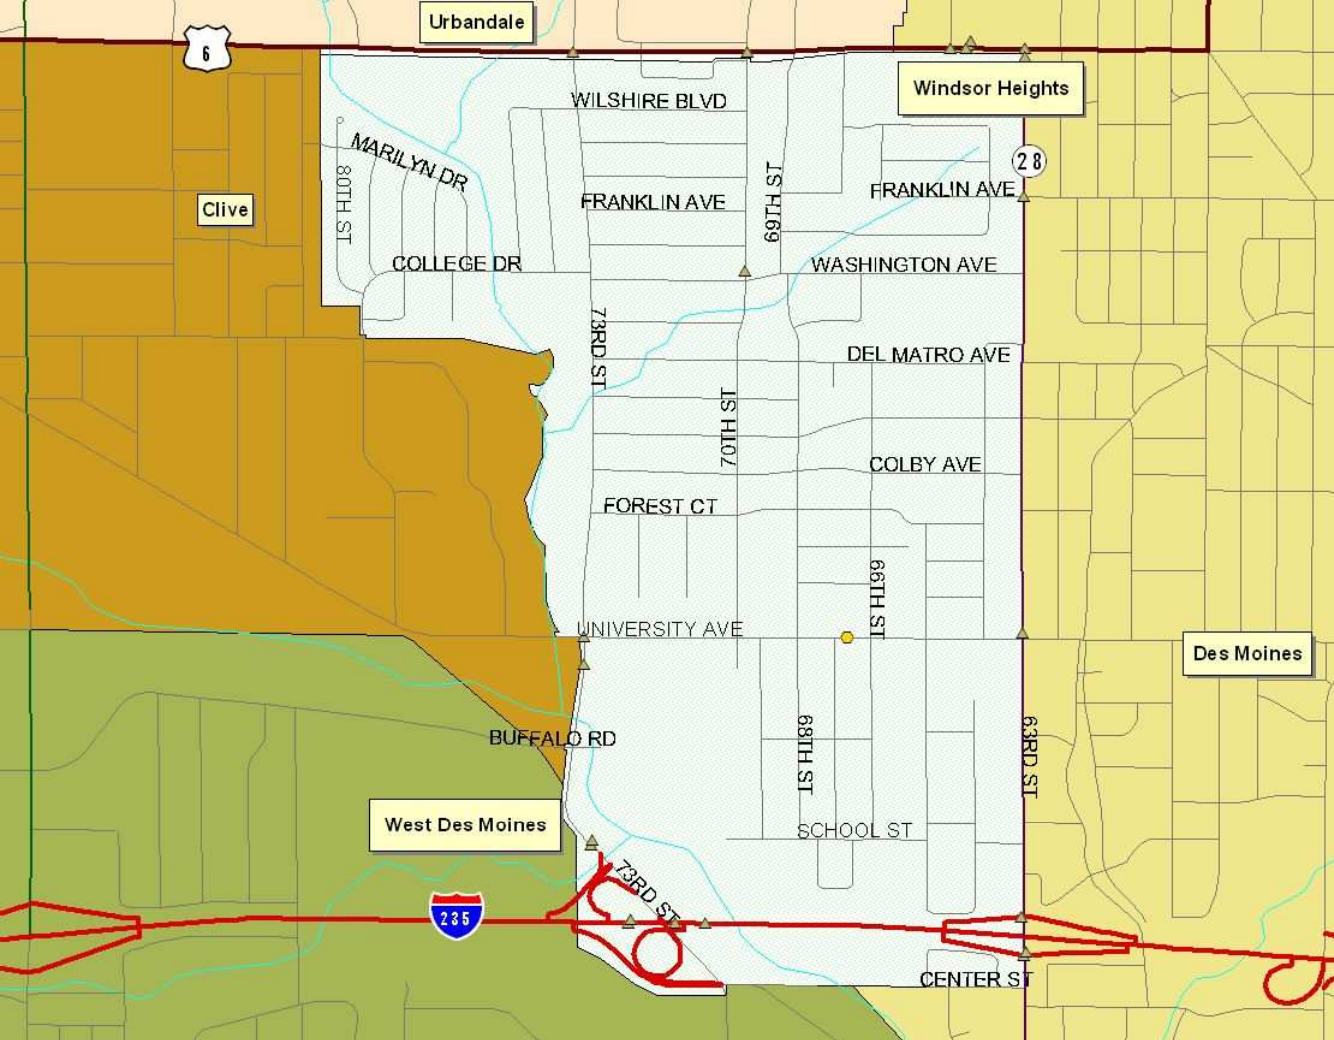 Urbandale
6
Windsor Heights
WILSHIRE BLVD
MARILYN DR
28
80TH ST
69TH ST
Clive
FRANKLIN AVE
FRANKLIN AVE
COLLEGE DR
WASHINGTON AVE
73RD ST
DEL MATRO AVE
70TH ST
COLBY AVE
FOREST CT
66TH ST
UNIVERSITY AVE
Des Moines
BUFFALO RD
68TH ST
63RD ST
West Des Moines
SCHOOL ST
73RD ST
235
CENTER ST